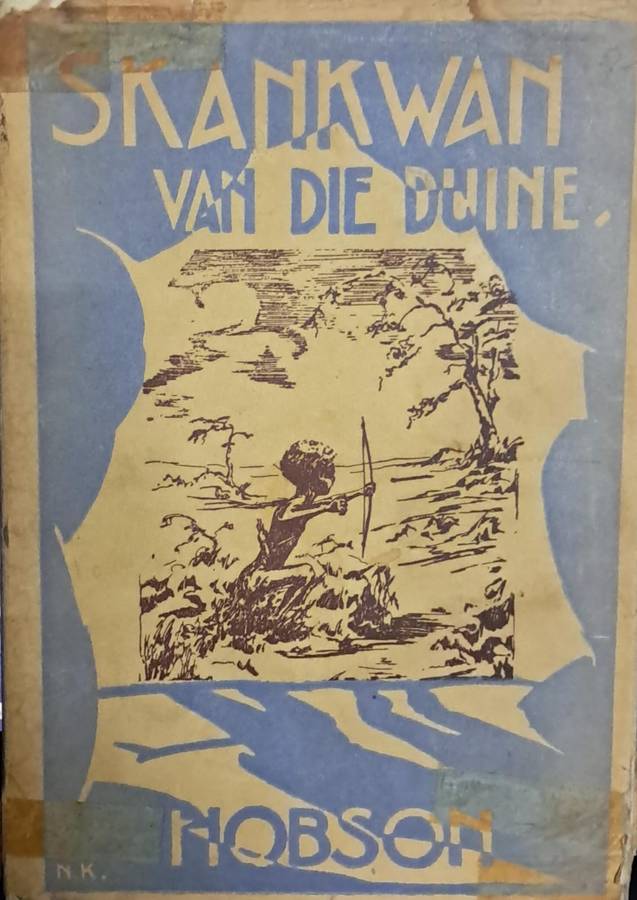 SKANKWAN
VAN DIE DUINE.
HOBSON
N.K.